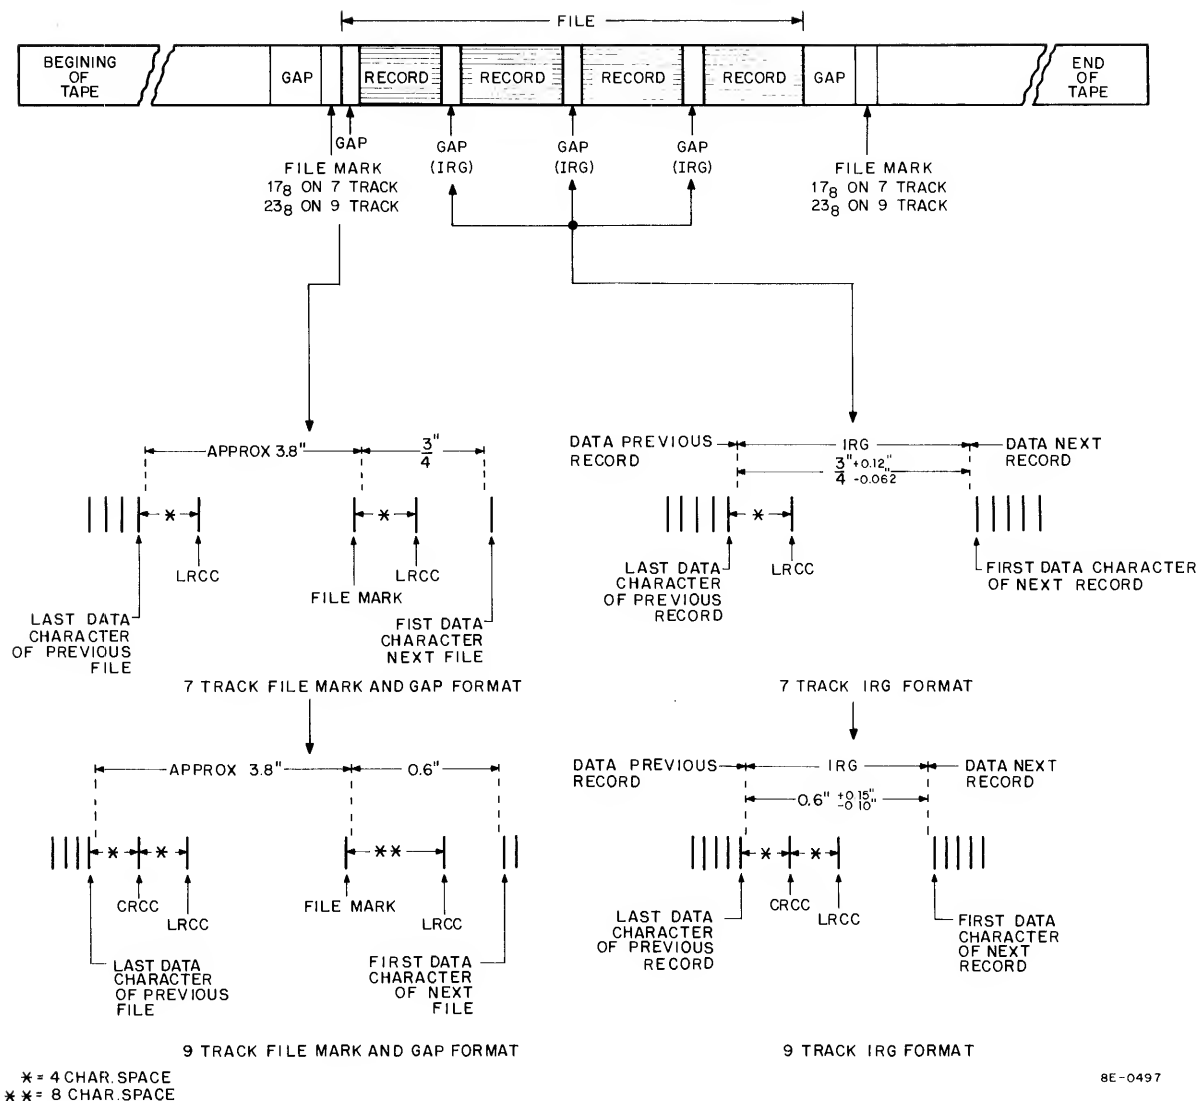 FILE
BEGINING
OF
TAPE
GAP
RECORD
RECORD
RECORD
RECORD
GAP
END
OF
TAPE
GAP
FILE MARK
17₈ ON 7 TRACK
23₈ ON 9 TRACK
GAP
(IRG)
GAP
(IRG)
GAP
(IRG)
FILE MARK
17₈ ON 7 TRACK
23₈ ON 9 TRACK
APPROX 3.8"
3"/4
*
*
LRCC
LRCC
FILE MARK
LAST DATA
CHARACTER
OF PREVIOUS
FILE
FIST DATA
CHARACTER
NEXT FILE
7 TRACK FILE MARK AND GAP FORMAT
DATA PREVIOUS
RECORD
IRG
DATA NEXT
RECORD
3"/4 +0.12" -0.062"
*
LAST DATA
CHARACTER
OF PREVIOUS
RECORD
LRCC
FIRST DATA CHARACTER
OF NEXT RECORD
7 TRACK IRG FORMAT
APPROX 3.8"
0.6"
*
*
**
CRCC
LRCC
FILE MARK
LRCC
LAST DATA
CHARACTER
OF PREVIOUS
FILE
FIRST DATA
CHARACTER
OF NEXT
FILE
9 TRACK FILE MARK AND GAP FORMAT
DATA PREVIOUS
RECORD
IRG
DATA NEXT
RECORD
0.6" +0.15" -0.10"
*
*
CRCC
LRCC
LAST DATA
CHARACTER
OF PREVIOUS
RECORD
FIRST DATA
CHARACTER
OF NEXT
RECORD
9 TRACK IRG FORMAT
* = 4 CHAR. SPACE
** = 8 CHAR. SPACE
8E-0497